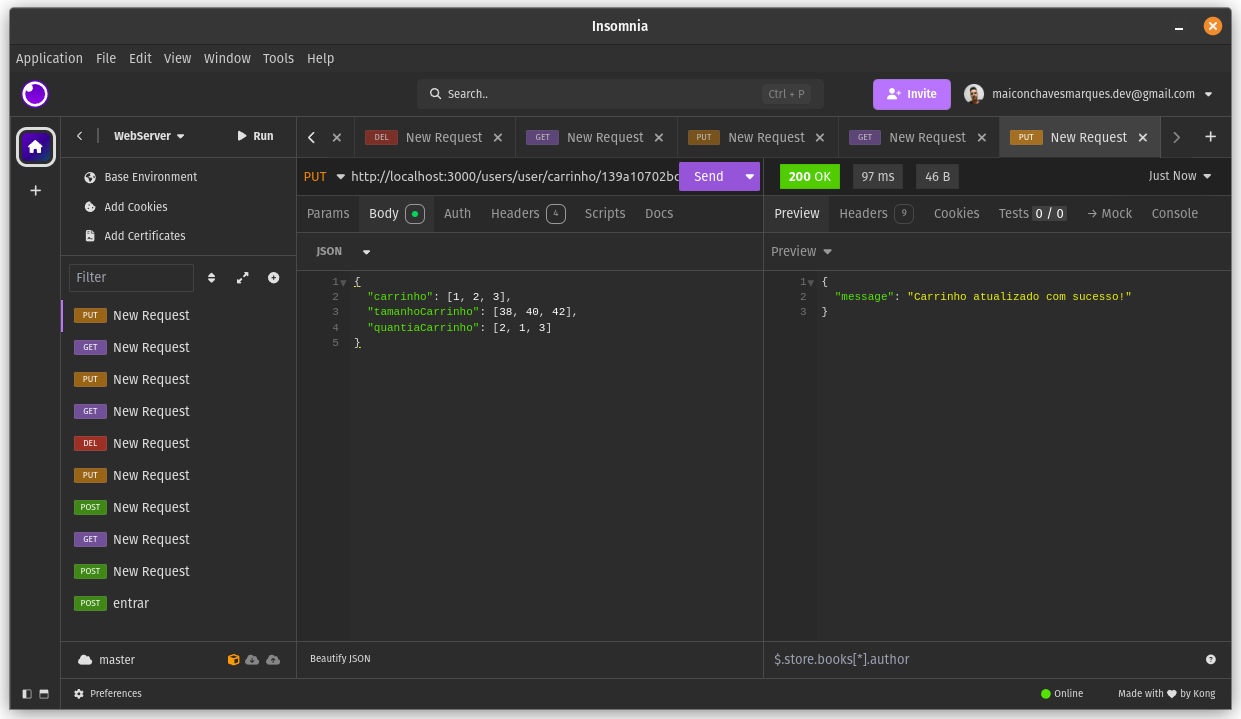 Insomnia
Application File Edit View Window Tools Help
Search.. Ctrl + P
Invite
maiconchavesmarques.dev@gmail.com
WebServer
Run
DEL New Request
GET New Request
PUT New Request
GET New Request
PUT New Request
Base Environment
Add Cookies
Add Certificates
Filter
PUT New Request
GET New Request
PUT New Request
GET New Request
DEL New Request
PUT New Request
POST New Request
GET New Request
POST New Request
POST entrar
master
Preferences
PUT http://localhost:3000/users/user/carrinho/139a10702bc
Send
Params Body Auth Headers 4 Scripts Docs
JSON
1 {
2 "carrinho": [1, 2, 3],
3 "tamanhoCarrinho": [38, 40, 42],
4 "quantiaCarrinho": [2, 1, 3]
5 }
Beautify JSON
200 OK 97 ms 46 B Just Now
Preview Headers 9 Cookies Tests 0 / 0 Mock Console
Preview
1 {
2 "message": "Carrinho atualizado com sucesso!"
3 }
$.store.books[*].author
Online
Made with ♥ by Kong